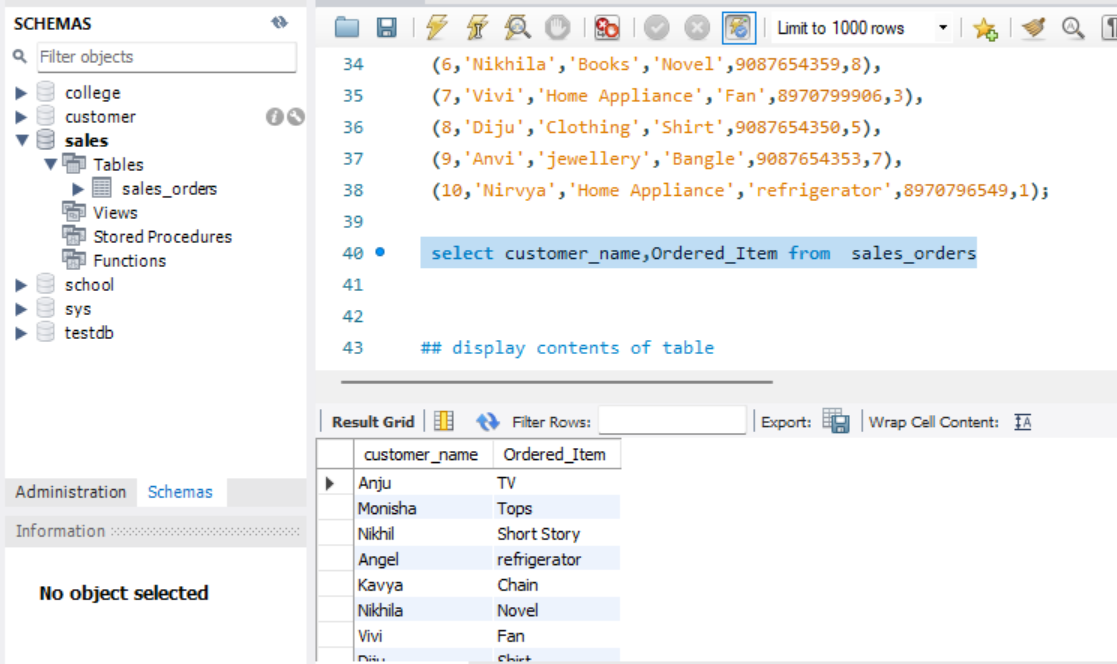 SCHEMAS
Filter objects
college
customer
sales
Tables
sales_orders
Views
Stored Procedures
Functions
school
sys
testdb
Administration Schemas
Information
No object selected
Limit to 1000 rows
34 (6,'Nikhila','Books','Novel',9087654359,8),
35 (7,'Vivi','Home Appliance','Fan',8970799906,3),
36 (8,'Diju','Clothing','Shirt',9087654350,5),
37 (9,'Anvi','jewellery','Bangle',9087654353,7),
38 (10,'Nirvya','Home Appliance','refrigerator',8970796549,1);
39
40 select customer_name,Ordered_Item from  sales_orders
41
42
43 ## display contents of table
Result Grid Filter Rows: Export: Wrap Cell Content: IA
customer_name Ordered_Item
Anju TV
Monisha Tops
Nikhil Short Story
Angel refrigerator
Kavya Chain
Nikhila Novel
Vivi Fan
Diju Shirt